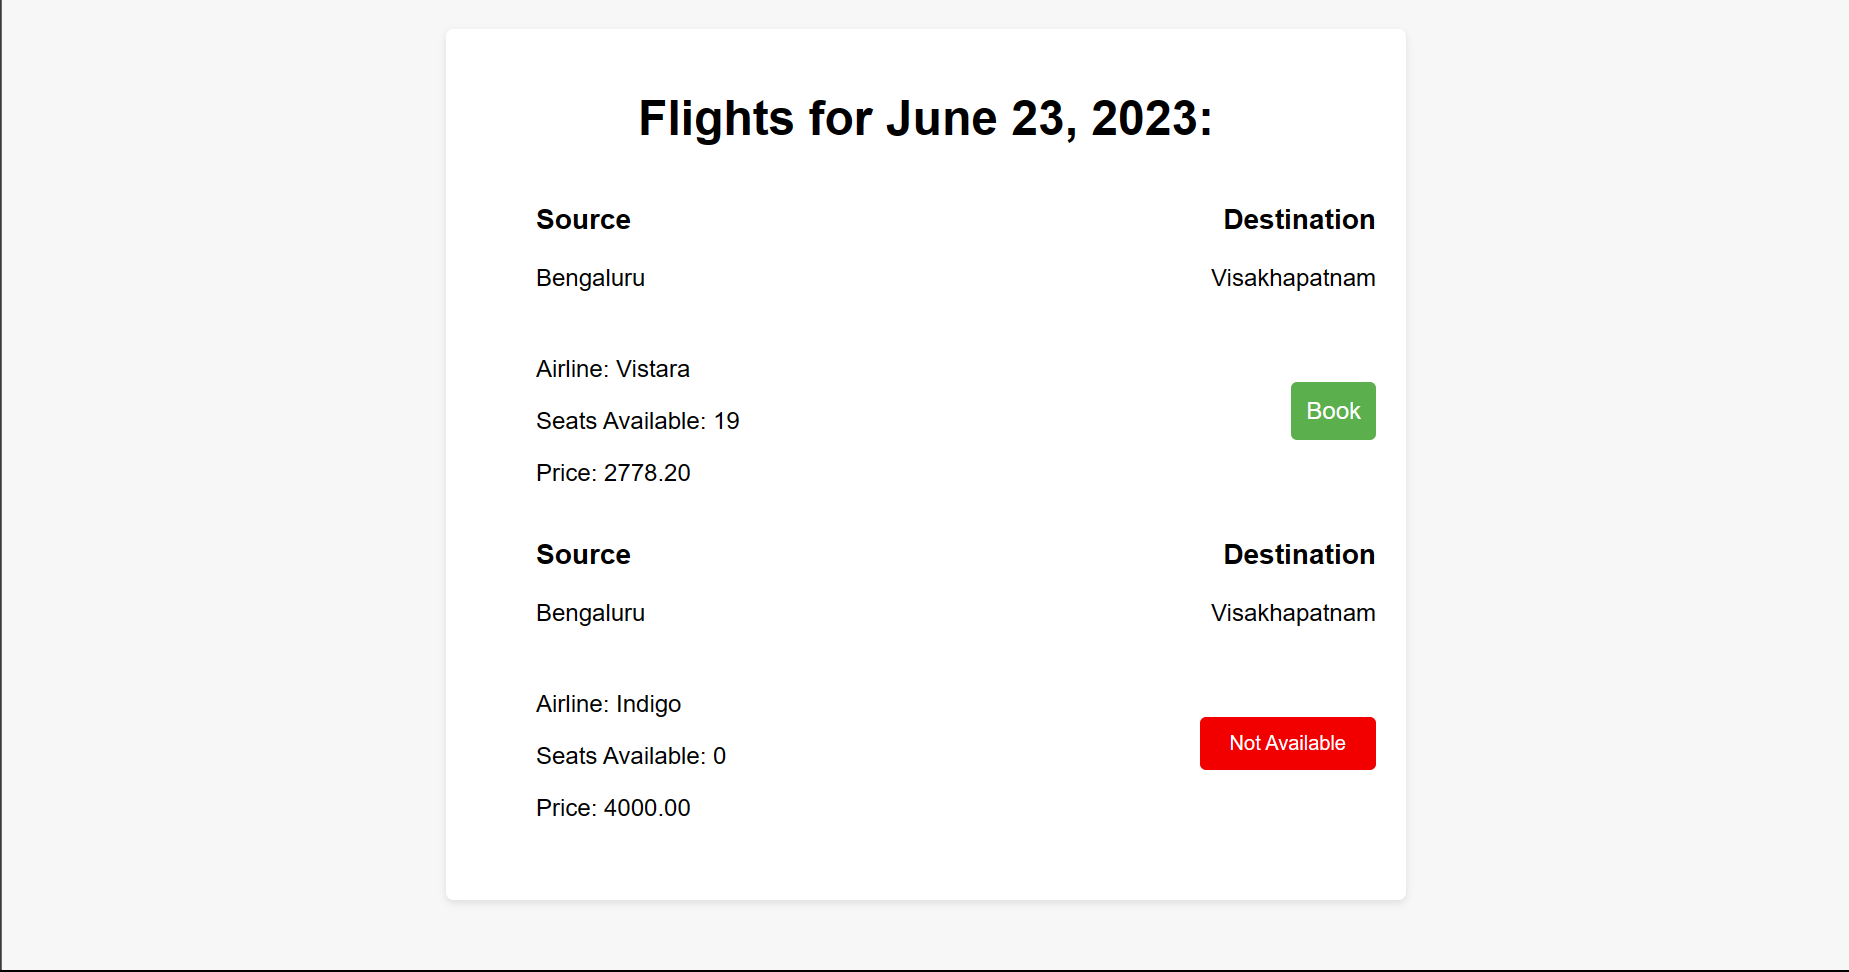 Flights for June 23, 2023:
Source Destination
Bengaluru Visakhapatnam
Airline: Vistara
Seats Available: 19
Book
Price: 2778.20
Source Destination
Bengaluru Visakhapatnam
Airline: Indigo
Seats Available: 0
Not Available
Price: 4000.00